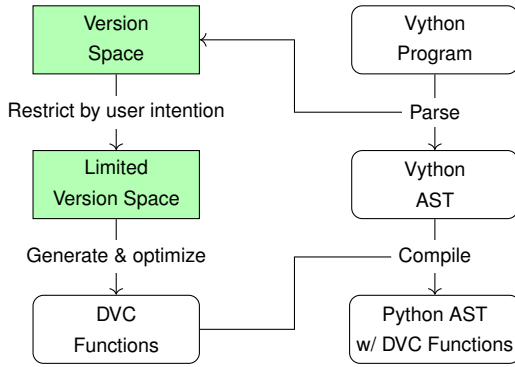 Version
Space
Vython
Program
Restrict by user intention
Parse
Limited
Version Space
Vython
AST
Generate & optimize
Compile
DVC
Functions
Python AST
w/ DVC Functions